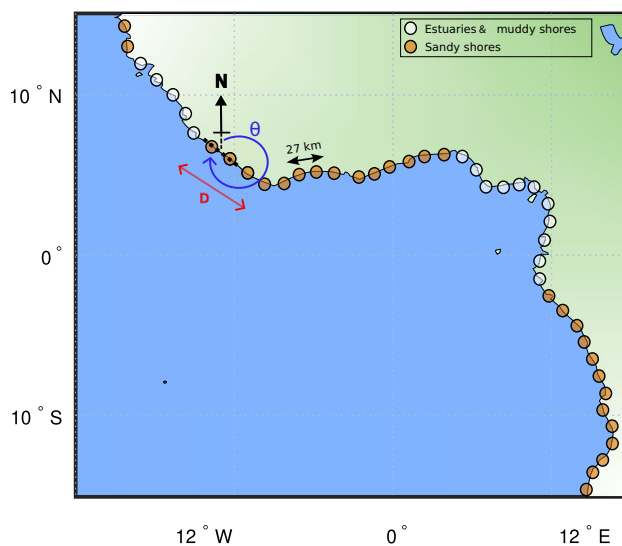 Estuaries & muddy shores
Sandy shores
10 ° N
N
θ
27 km
D
0 °
10 ° S
12 ° W
0 °
12 ° E